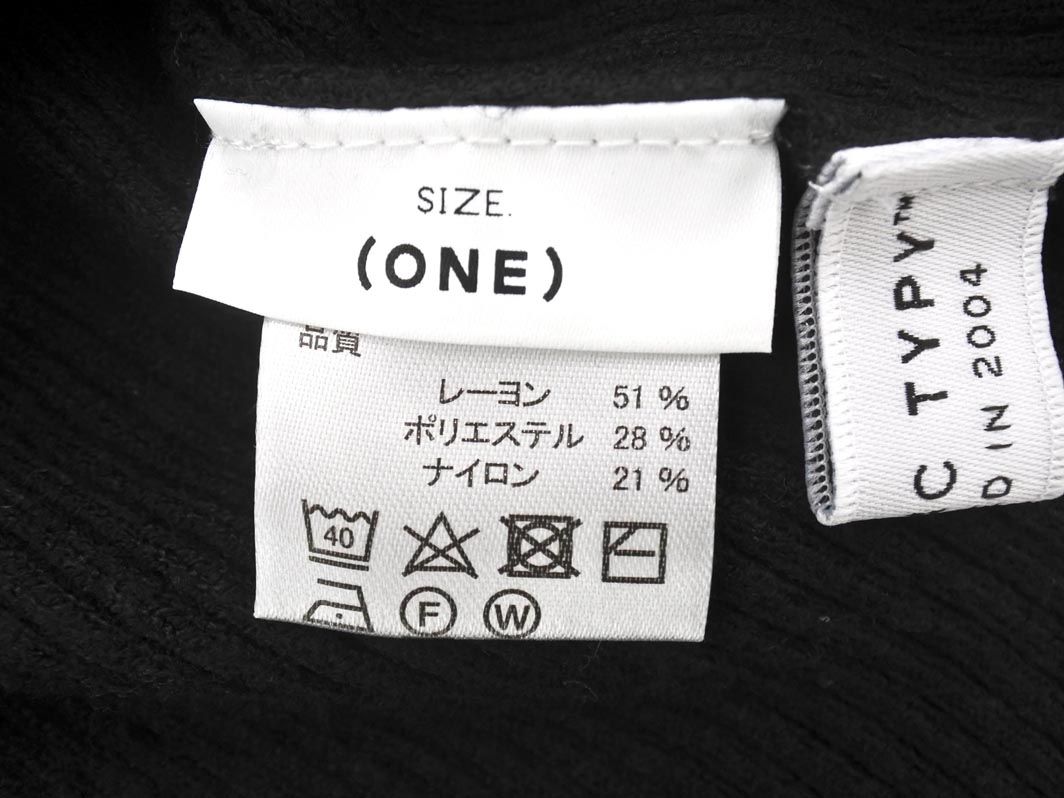 SIZE.
(ONE)
品質
レーヨン 51 %
ポリエステル 28 %
ナイロン 21 %
40
F W
C TYPY™
D IN 2004